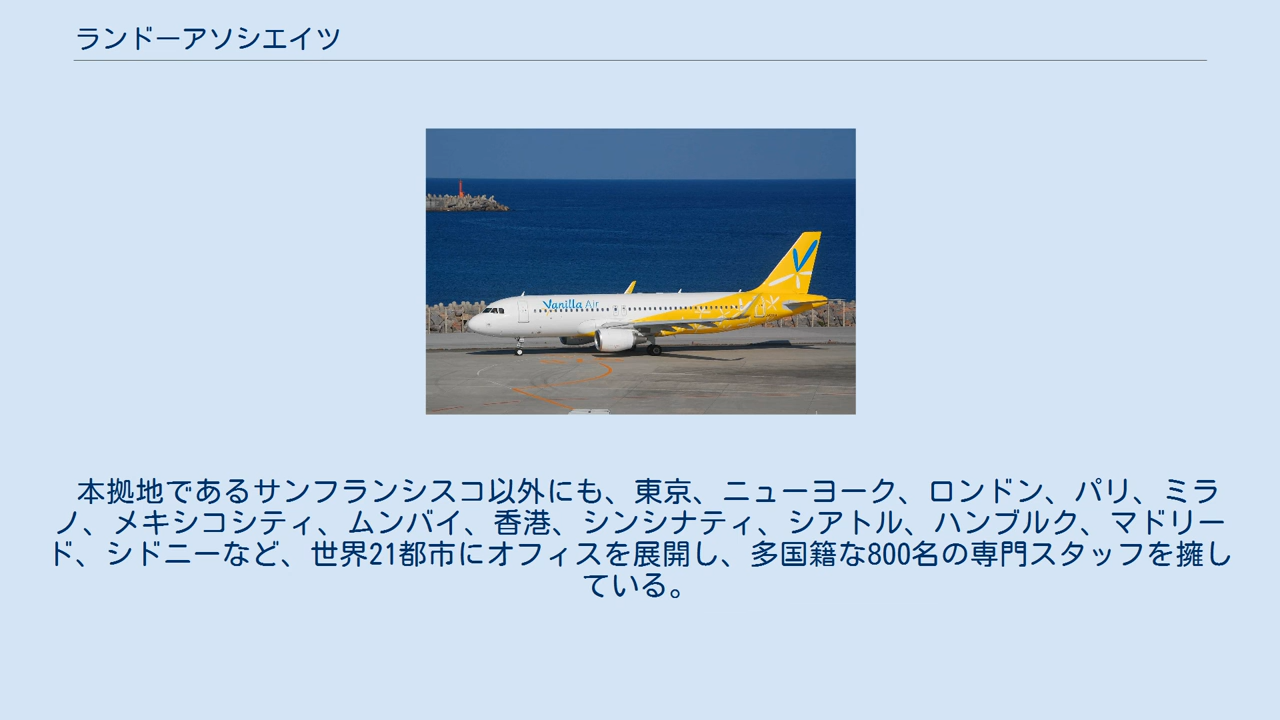 ランドーアソシエイツ
Vanilla Air
本拠地であるサンフランシスコ以外にも、東京、ニューヨーク、ロンドン、パリ、ミラ
ノ、メキシコシティ、ムンバイ、香港、シンシナティ、シアトル、ハンブルク、マドリー
ド、シドニーなど、世界21都市にオフィスを展開し、多国籍な800名の専門スタッフを擁し
ている。